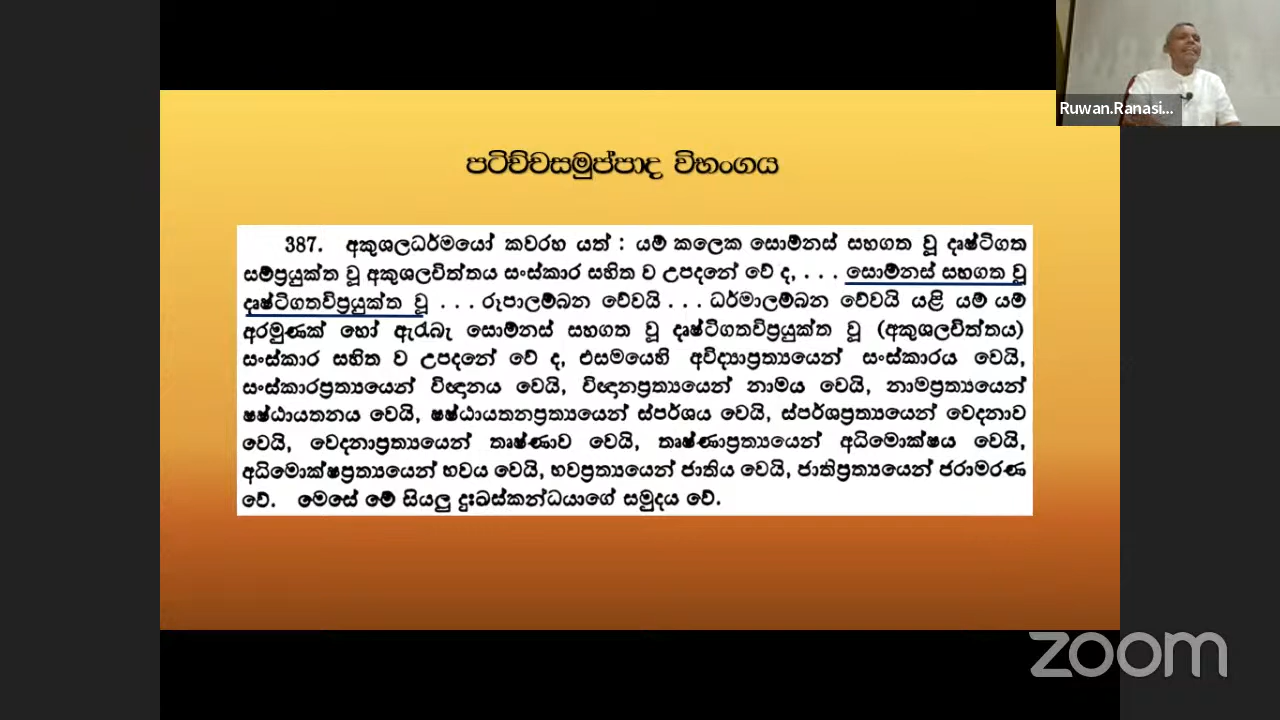 Ruwan.Ranasi...
පටිච්චසමුප්පාද විභංගය
387. අකුශලධර්මයෝ කවරහ යත් : යම් කලෙක සොම්නස් සහගත වූ දෘෂ්ටිගත
සම්ප්‍රයුක්ත වූ අකුශලචිත්තය සංස්කාර සහිත ව උපදනේ වේ ද, . . . සොම්නස් සහගත වූ
දෘෂ්ටිගතවිප්‍රයුක්ත වූ . . . රූපාලම්බන වේවයි . . . ධර්මාලම්බන වේවයි යළි යම් යම්
අරමුණක් හෝ ඇරැබැ සොම්නස් සහගත වූ දෘෂ්ටිගතවිප්‍රයුක්ත වූ (අකුශලචිත්තය)
සංස්කාර සහිත ව උපදනේ වේ ද, එසමයෙහි අවිද්‍යාප්‍රත්‍යයෙන් සංස්කාරය වෙයි,
සංස්කාරප්‍රත්‍යයෙන් විඥානය වෙයි, විඥානප්‍රත්‍යයෙන් නාමය වෙයි, නාමප්‍රත්‍යයෙන්
ෂෂ්ඨායතනය වෙයි, ෂෂ්ඨායතනප්‍රත්‍යයෙන් ස්පර්ශය වෙයි, ස්පර්ශප්‍රත්‍යයෙන් වේදනාව
වෙයි, වේදනාප්‍රත්‍යයෙන් තෘෂ්ණාව වෙයි, තෘෂ්ණාප්‍රත්‍යයෙන් අධිමොක්ෂය වෙයි,
අධිමොක්ෂප්‍රත්‍යයෙන් භවය වෙයි, භවප්‍රත්‍යයෙන් ජාතිය වෙයි, ජාතිප්‍රත්‍යයෙන් ජරාමරණ
වේ. මෙසේ මේ සියලු දුඃඛස්කන්ධයාගේ සමුදය වේ.
zoom